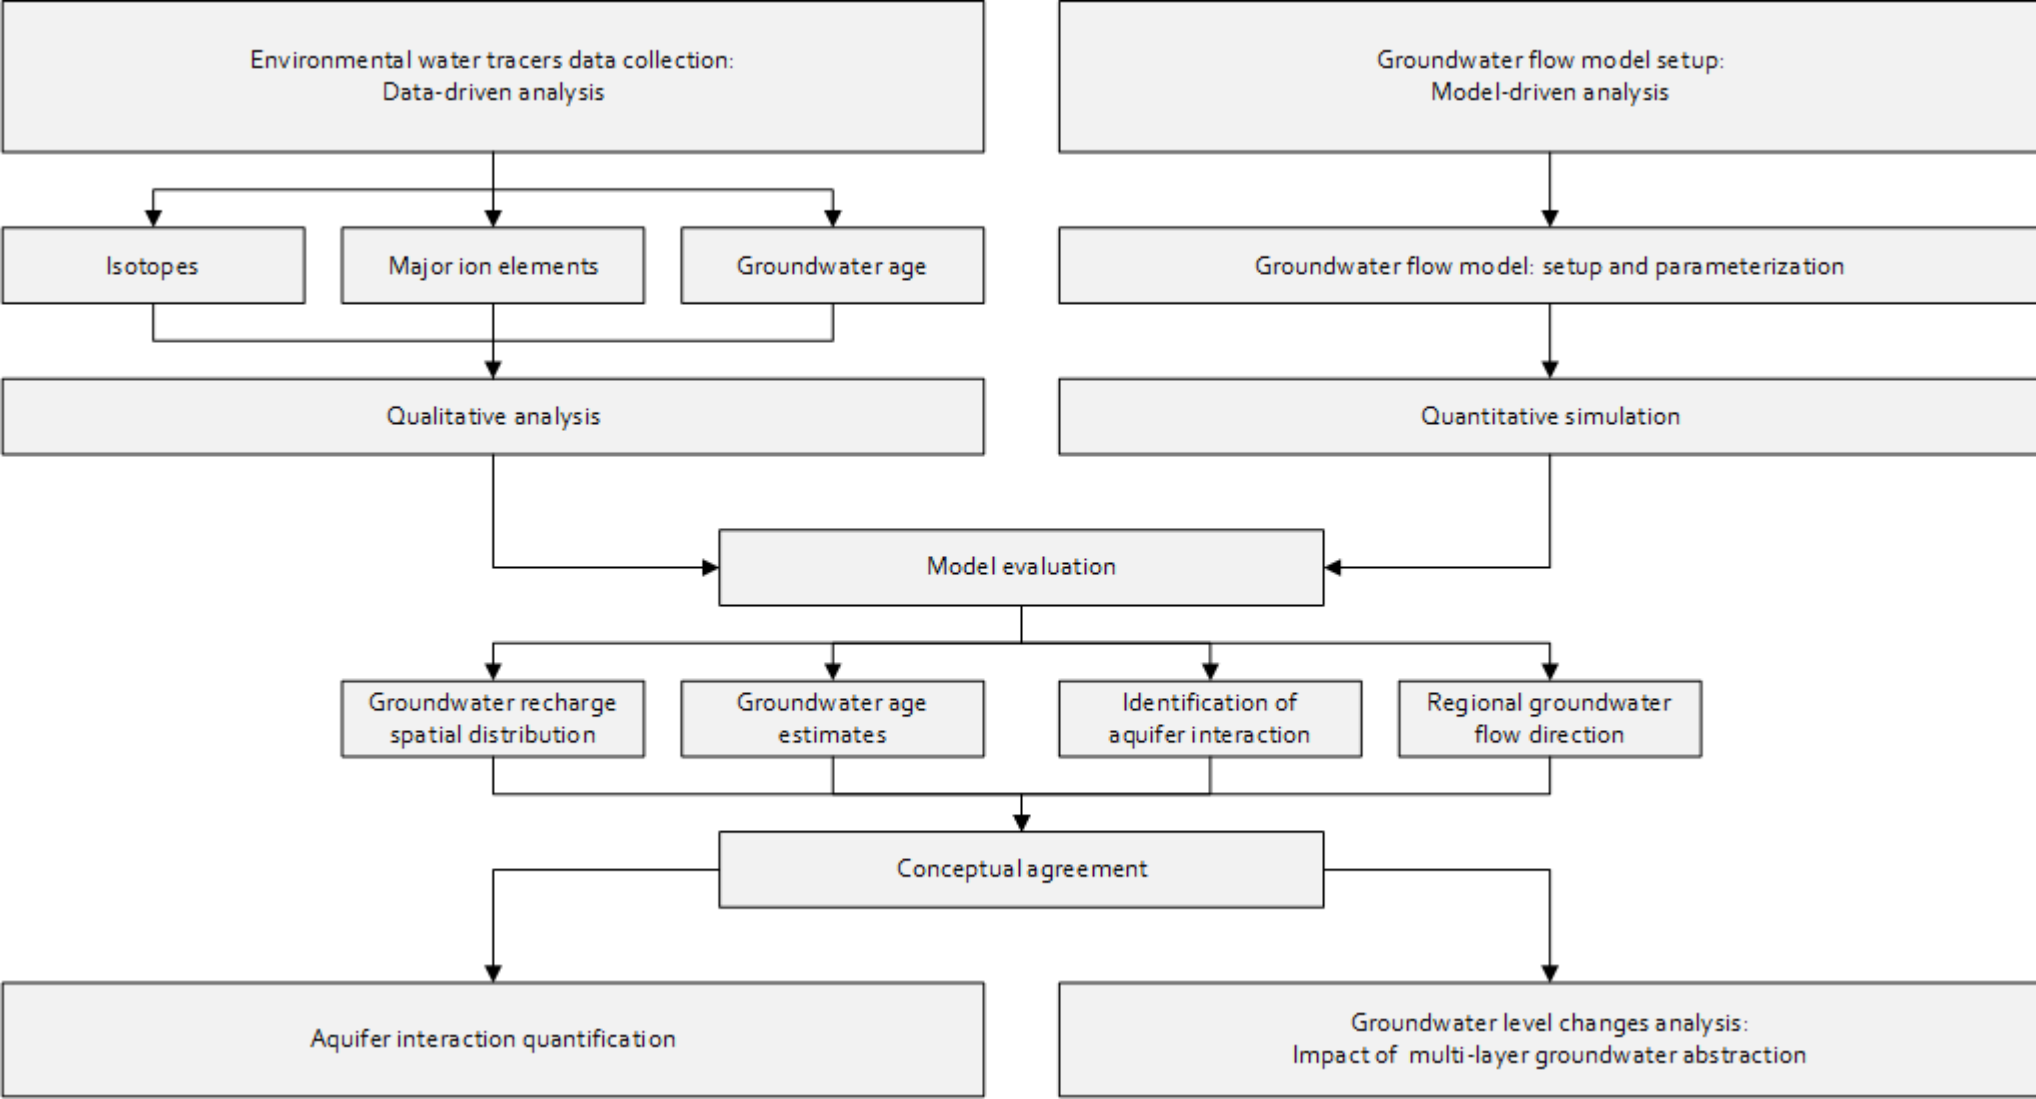 Environmental water tracers data collection:
Data-driven analysis
Groundwater flow model setup:
Model-driven analysis
Isotopes
Major ion elements
Groundwater age
Groundwater flow model: setup and parameterization
Qualitative analysis
Quantitative simulation
Model evaluation
Groundwater recharge
spatial distribution
Groundwater age
estimates
Identification of
aquifer interaction
Regional groundwater
flow direction
Conceptual agreement
Aquifer interaction quantification
Groundwater level changes analysis:
Impact of multi-layer groundwater abstraction